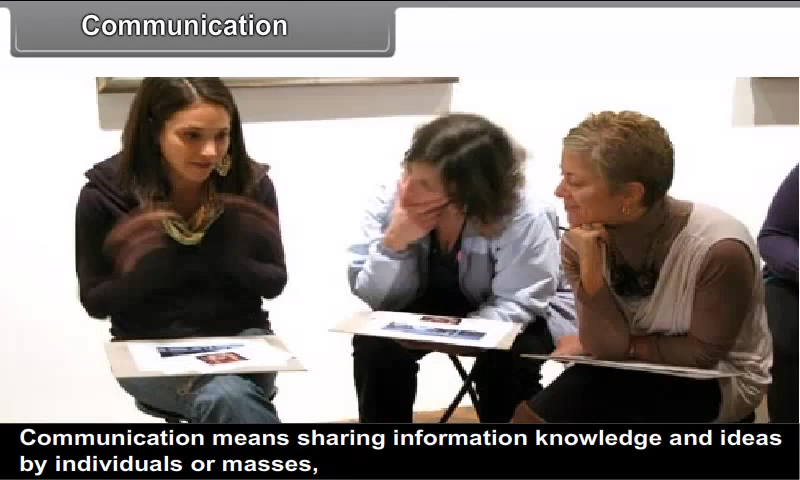 Communication
Communication means sharing information knowledge and ideas
by individuals or masses,